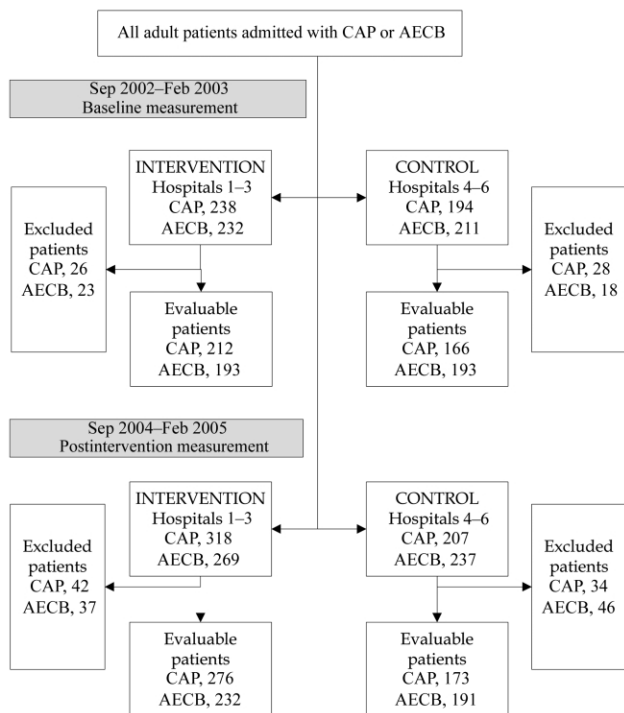 All adult patients admitted with CAP or AECB
Sep 2002–Feb 2003
Baseline measurement
INTERVENTION
Hospitals 1–3
CAP, 238
AECB, 232
CONTROL
Hospitals 4–6
CAP, 194
AECB, 211
Excluded
patients
CAP, 26
AECB, 23
Excluded
patients
CAP, 28
AECB, 18
Evaluable
patients
CAP, 212
AECB, 193
Evaluable
patients
CAP, 166
AECB, 193
Sep 2004–Feb 2005
Postintervention measurement
INTERVENTION
Hospitals 1–3
CAP, 318
AECB, 269
CONTROL
Hospitals 4–6
CAP, 207
AECB, 237
Excluded
patients
CAP, 42
AECB, 37
Excluded
patients
CAP, 34
AECB, 46
Evaluable
patients
CAP, 276
AECB, 232
Evaluable
patients
CAP, 173
AECB, 191